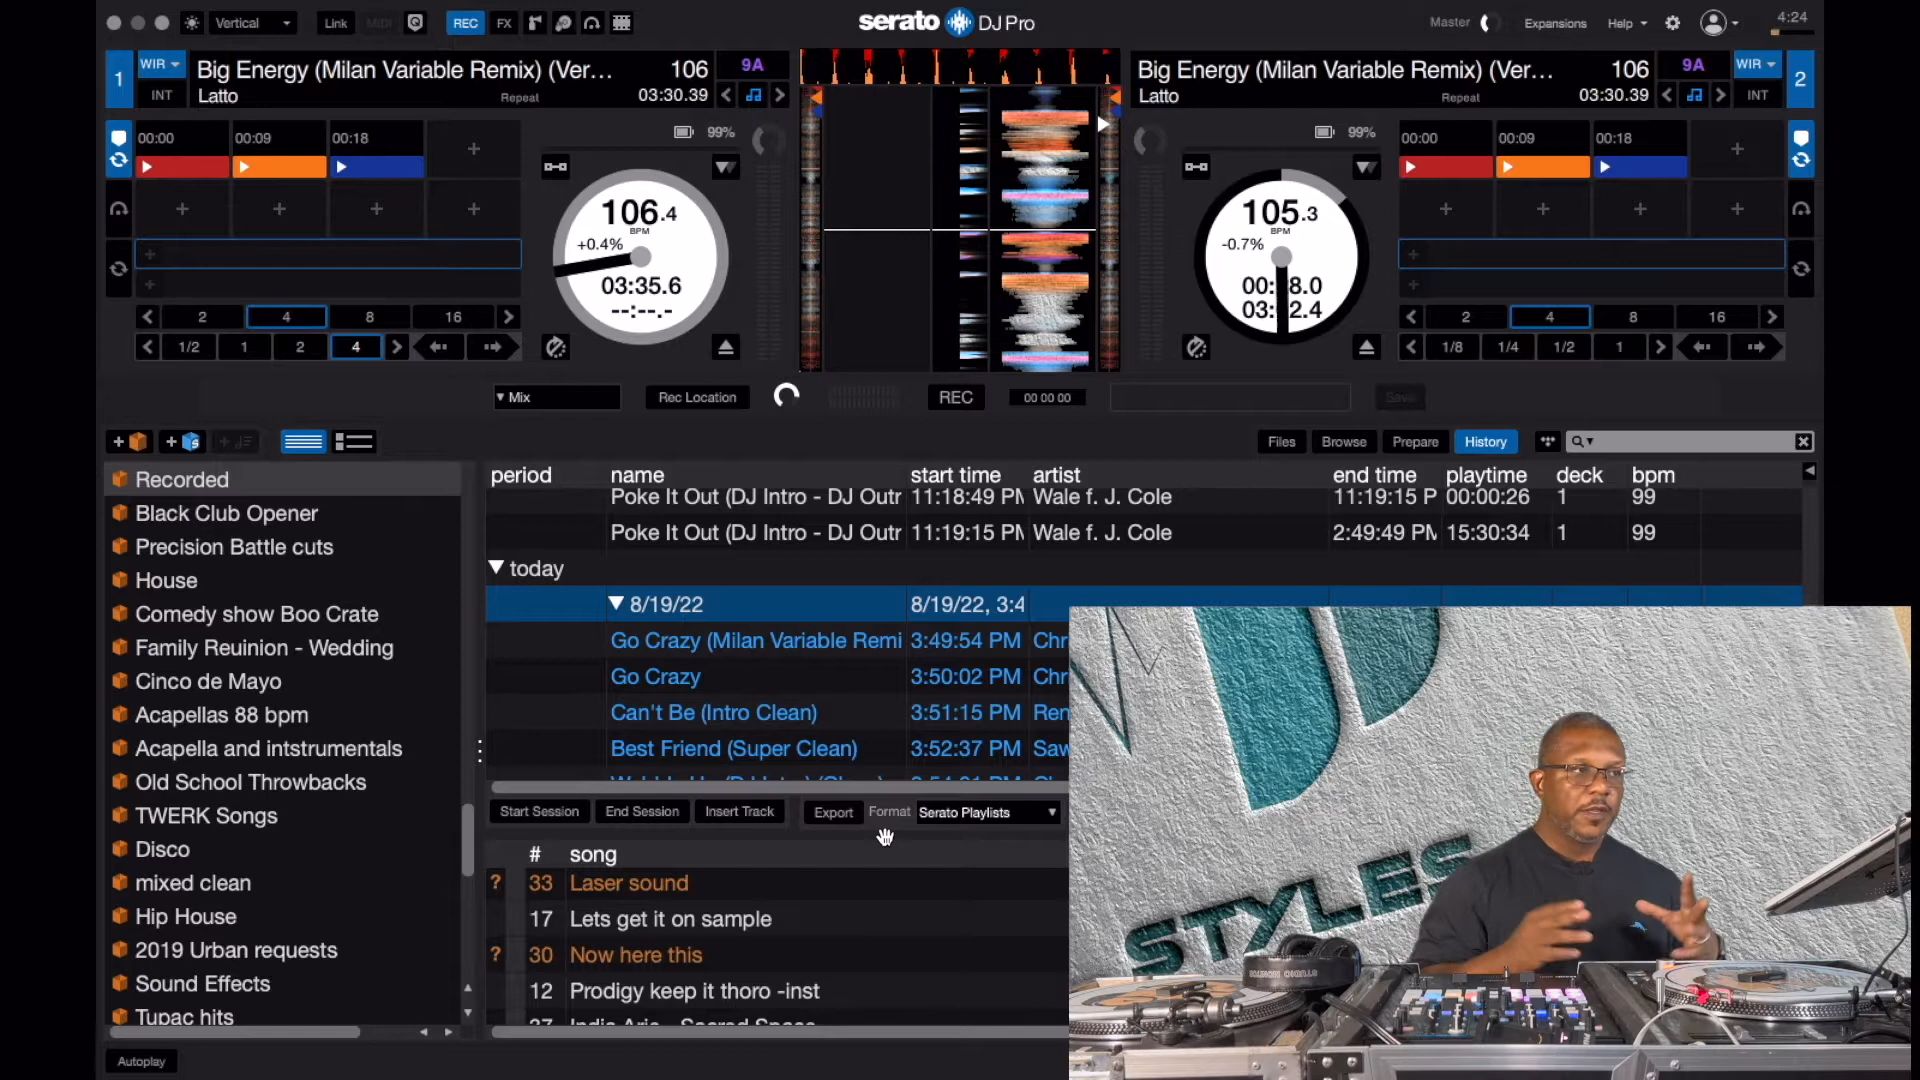 Vertical
Link
MIDI
REC
FX
serato DJ Pro
Master
Expansions
Help
4:24
1
WIR
INT
Big Energy (Milan Variable Remix) (Ver...
Latto
Repeat
106
03:30.39
9A
Big Energy (Milan Variable Remix) (Ver...
Latto
Repeat
106
03:30.39
9A
WIR
INT
2
00:00 00:09 00:18
99%
106.4
BPM
+0.4%
03:35.6
--:--.-
2 4 8 16
1/2 1 2 4
99%
105.3
BPM
-0.7%
00: 8.0
03: 2.4
00:00 00:09 00:18
2 4 8 16
1/8 1/4 1/2 1
Mix
Rec Location
REC
00 00 00
Save
Files Browse Prepare History
period name start time artist end time playtime deck bpm
Poke It Out (DJ Intro - DJ Outr 11:18:49 PM Wale f. J. Cole 11:19:15 P 00:00:26 1 99
Poke It Out (DJ Intro - DJ Outr 11:19:15 PM Wale f. J. Cole 2:49:49 PM 15:30:34 1 99
today
8/19/22 8/19/22, 3:4
Go Crazy (Milan Variable Remi 3:49:54 PM Chr
Go Crazy 3:50:02 PM Chr
Can't Be (Intro Clean) 3:51:15 PM Ren
Best Friend (Super Clean) 3:52:37 PM Saw
Start Session End Session Insert Track Export Format Serato Playlists
# song
33 Laser sound
17 Lets get it on sample
30 Now here this
12 Prodigy keep it thoro -inst
Recorded
Black Club Opener
Precision Battle cuts
House
Comedy show Boo Crate
Family Reuinion - Wedding
Cinco de Mayo
Acapellas 88 bpm
Acapella and intstrumentals
Old School Throwbacks
TWERK Songs
Disco
mixed clean
Hip House
2019 Urban requests
Sound Effects
Tupac hits
Autoplay
STYLES